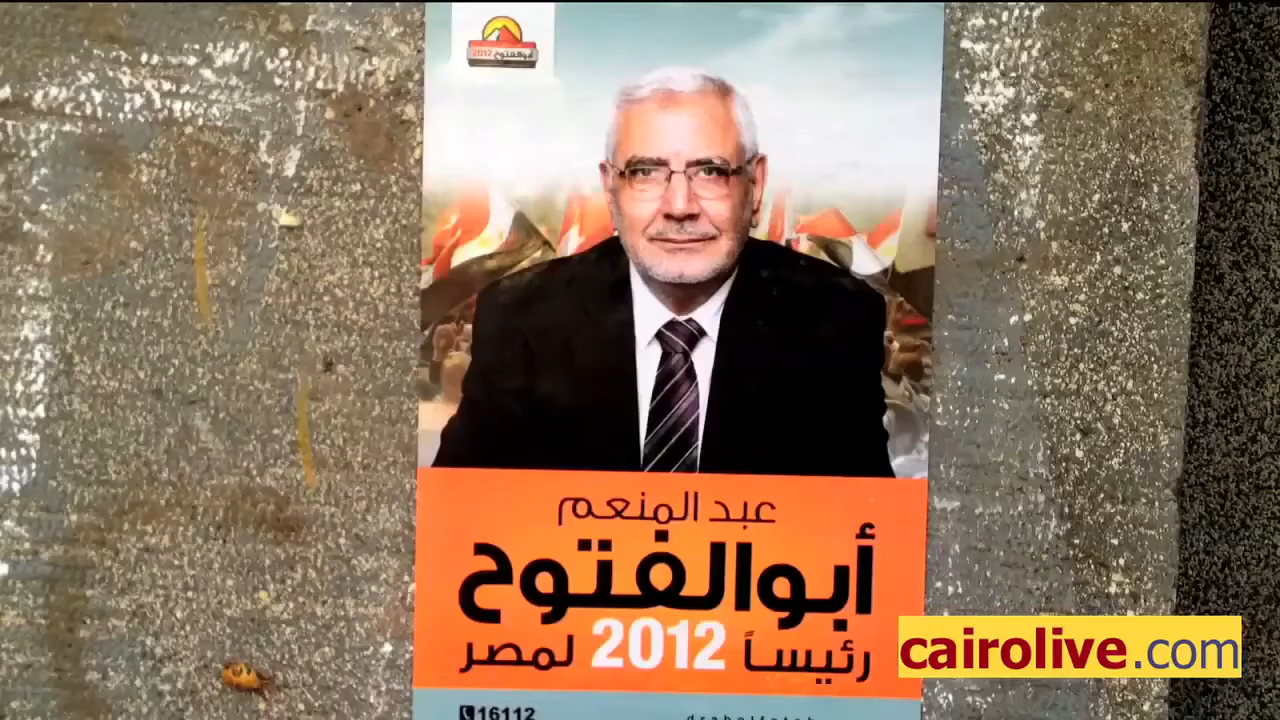 أبوالفتوح 2012
عبد المنعم
أبوالفتوح
رئيساً 2012 لمصر
cairolive.com
16112